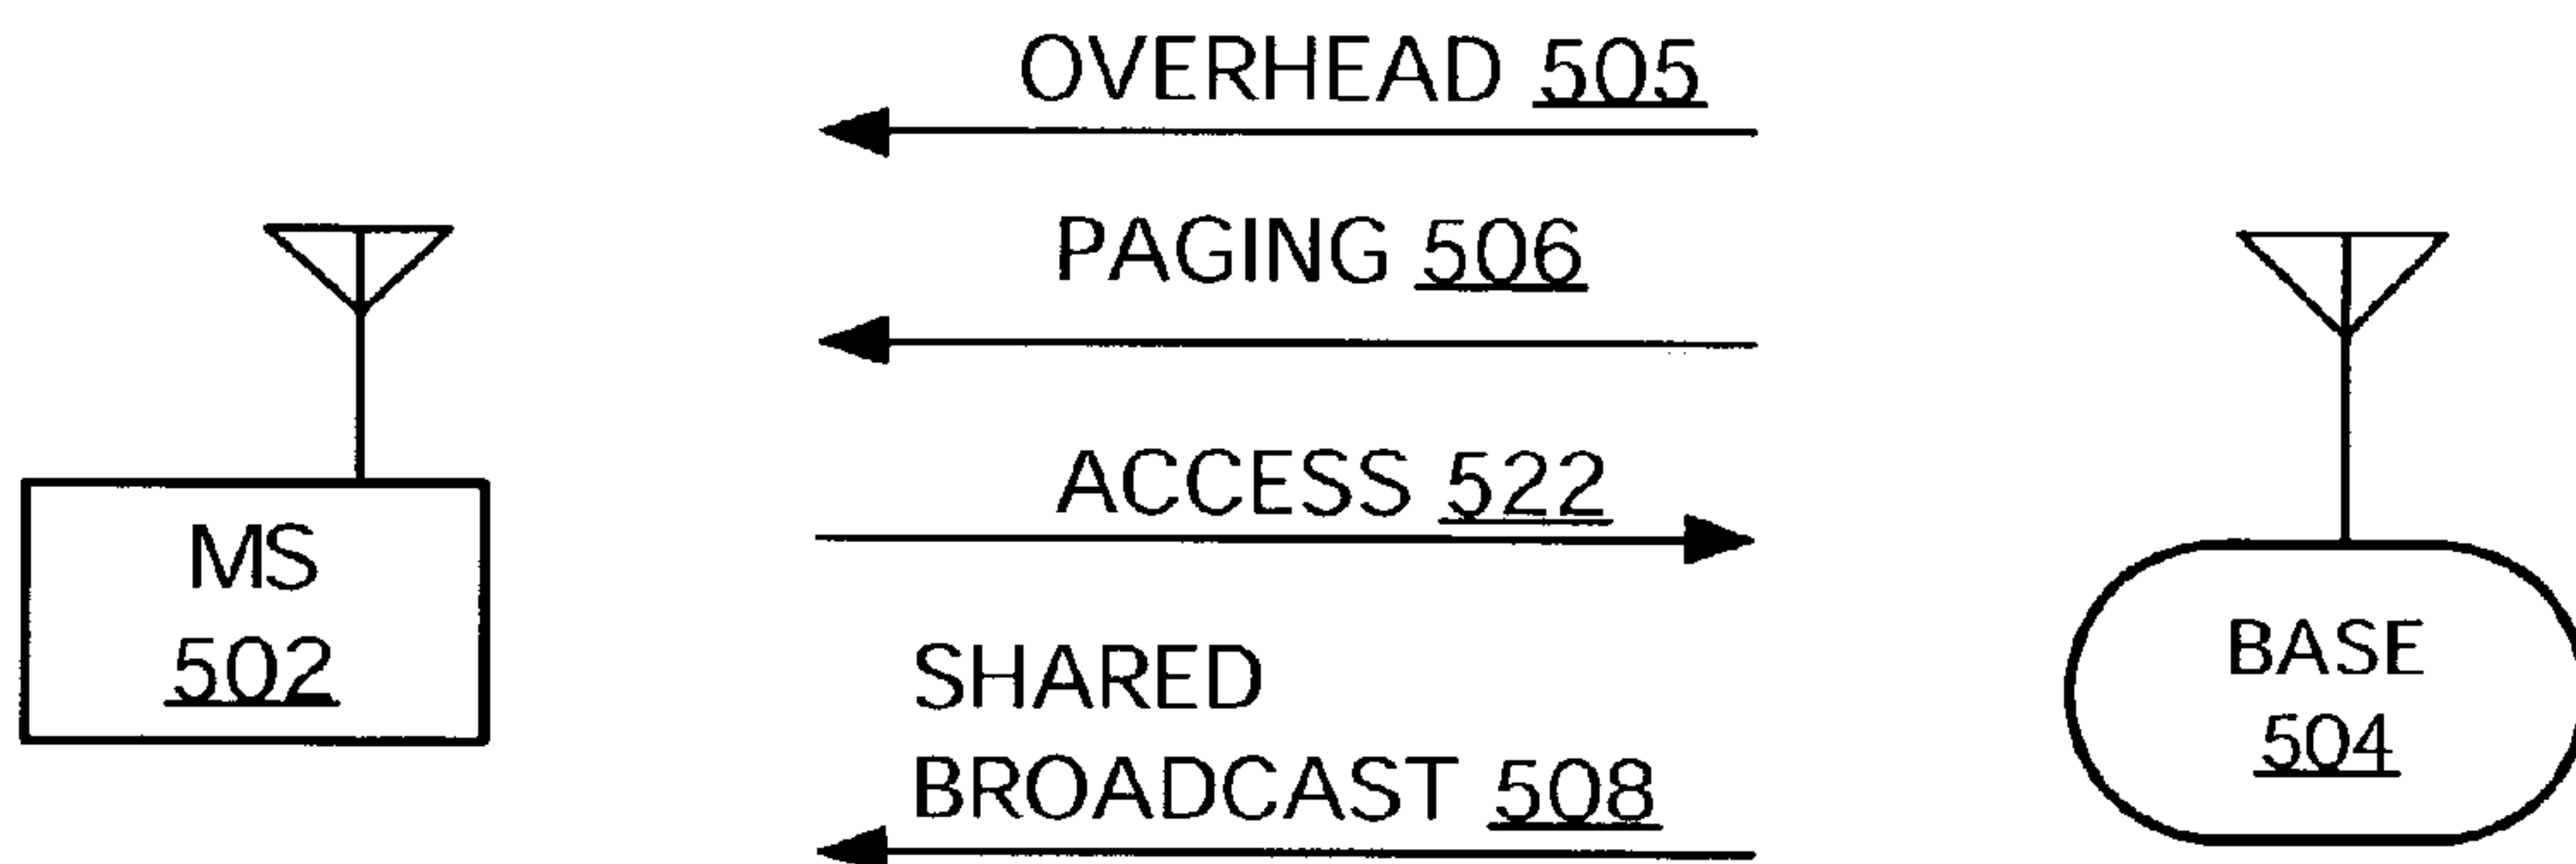 OVERHEAD 505
PAGING 506
ACCESS 522
SHARED
BROADCAST 508
MS
502
BASE
504